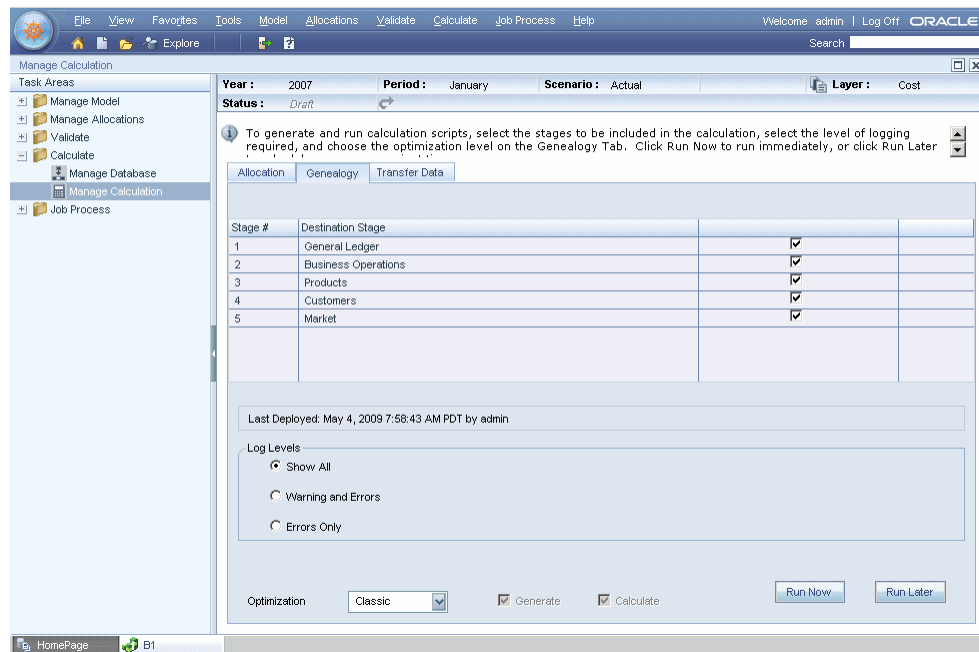 File View Favorites Tools Model Allocations Validate Calculate Job Process Help Welcome admin | Log Off ORACLE
Explore Search
Manage Calculation
Task Areas
Manage Model
Manage Allocations
Validate
Calculate
Manage Database
Manage Calculation
Job Process
Year : 2007 Period : January Scenario : Actual Layer : Cost
Status : Draft
To generate and run calculation scripts, select the stages to be included in the calculation, select the level of logging
required, and choose the optimization level on the Genealogy Tab. Click Run Now to run immediately, or click Run Later
Allocation Genealogy Transfer Data
Stage # Destination Stage
1 General Ledger
2 Business Operations
3 Products
4 Customers
5 Market
Last Deployed: May 4, 2009 7:58:43 AM PDT by admin
Log Levels
Show All
Warning and Errors
Errors Only
Optimization Classic Generate Calculate Run Now Run Later
HomePage B1